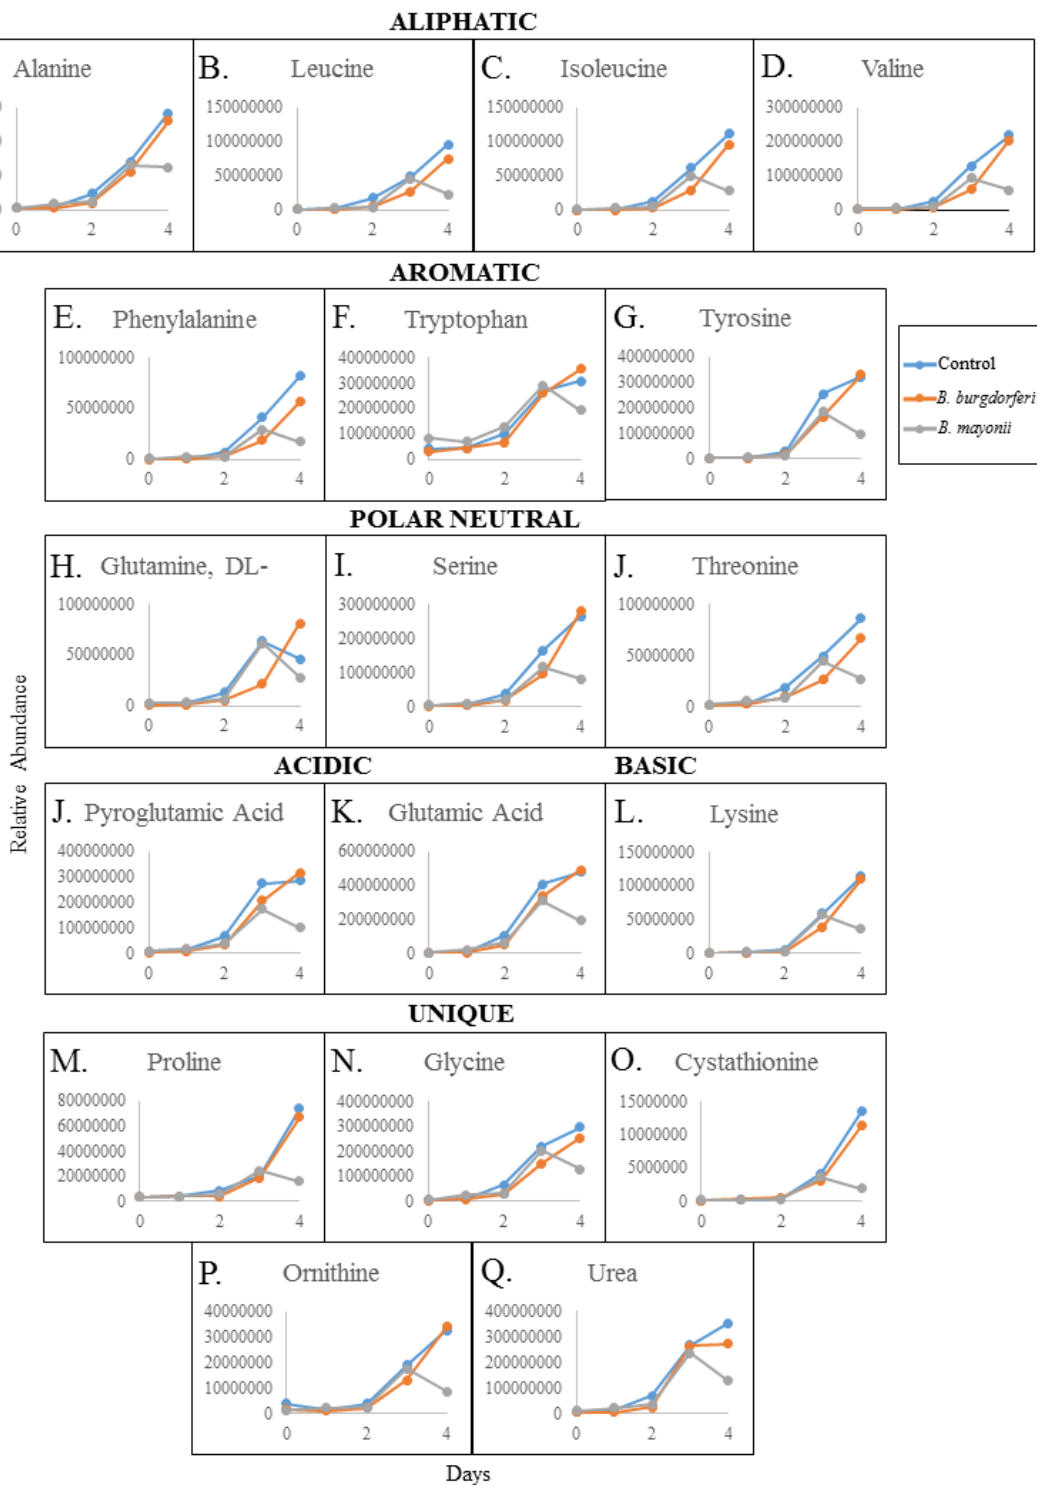 ALIPHATIC
Alanine
B. Leucine
C. Isoleucine
D. Valine
0
0 2 4
150000000
100000000
50000000
0
0 2 4
150000000
100000000
50000000
0
0 2 4
300000000
200000000
100000000
0
0 2 4
AROMATIC
E. Phenylalanine
F. Tryptophan
G. Tyrosine
100000000
50000000
0
0 2 4
400000000
300000000
200000000
100000000
0
0 2 4
400000000
300000000
200000000
100000000
0
0 2 4
Control
B. burgdorferi
B. mayonii
POLAR NEUTRAL
H. Glutamine, DL-
I. Serine
J. Threonine
100000000
50000000
0
0 2 4
300000000
200000000
100000000
0
0 2 4
100000000
50000000
0
0 2 4
Relative Abundance
ACIDIC
BASIC
J. Pyroglutamic Acid
K. Glutamic Acid
L. Lysine
400000000
300000000
200000000
100000000
0
0 2 4
600000000
400000000
200000000
0
0 2 4
150000000
100000000
50000000
0
0 2 4
UNIQUE
M. Proline
N. Glycine
O. Cystathionine
80000000
60000000
40000000
20000000
0
0 2 4
400000000
300000000
200000000
100000000
0
0 2 4
15000000
10000000
5000000
0
0 2 4
P. Ornithine
Q. Urea
40000000
30000000
20000000
10000000
0
0 2 4
400000000
300000000
200000000
100000000
0
0 2 4
Days